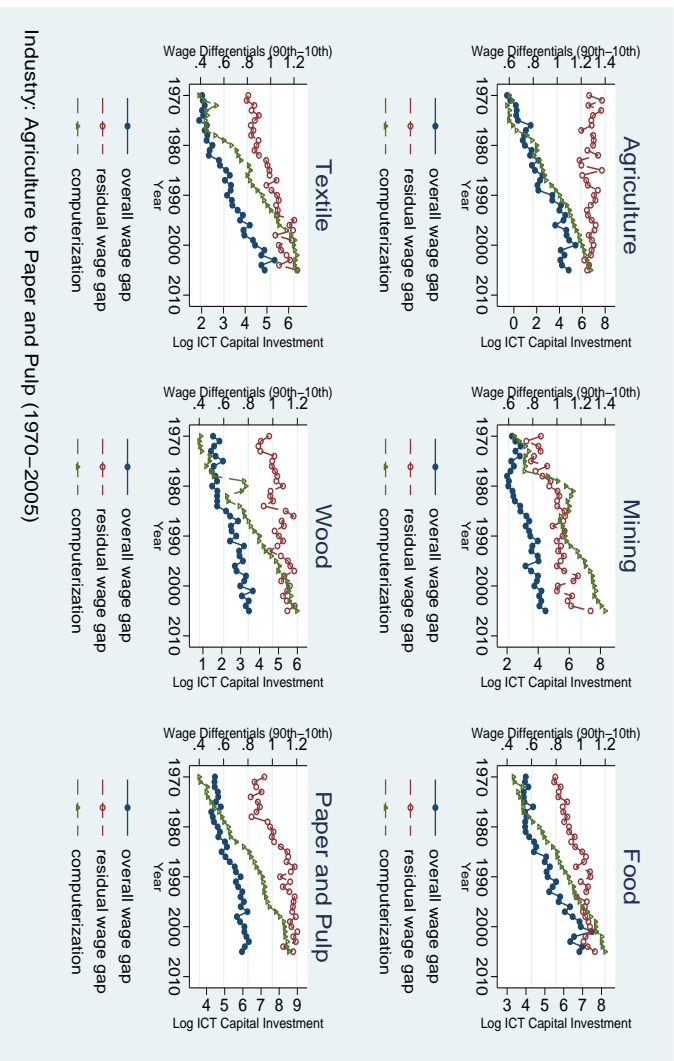 Agriculture
Wage Differentials (90th−10th)
.6 .8 1 1.2 1.4
0 2 4 6 8
Log ICT Capital Investment
1970 1980 1990 2000 2010
Year
overall wage gap
residual wage gap
computerization
Mining
Wage Differentials (90th−10th)
.6 .8 1 1.2 1.4
2 4 6 8
Log ICT Capital Investment
1970 1980 1990 2000 2010
Year
overall wage gap
residual wage gap
computerization
Food
Wage Differentials (90th−10th)
.4 .6 .8 1 1.2
3 4 5 6 7 8
Log ICT Capital Investment
1970 1980 1990 2000 2010
Year
overall wage gap
residual wage gap
computerization
Textile
Wage Differentials (90th−10th)
.4 .6 .8 1 1.2
2 3 4 5 6
Log ICT Capital Investment
1970 1980 1990 2000 2010
Year
overall wage gap
residual wage gap
computerization
Wood
Wage Differentials (90th−10th)
.4 .6 .8 1 1.2
1 2 3 4 5 6
Log ICT Capital Investment
1970 1980 1990 2000 2010
Year
overall wage gap
residual wage gap
computerization
Paper and Pulp
Wage Differentials (90th−10th)
.4 .6 .8 1 1.2
4 5 6 7 8 9
Log ICT Capital Investment
1970 1980 1990 2000 2010
Year
overall wage gap
residual wage gap
computerization
Industry: Agriculture to Paper and Pulp (1970−2005)